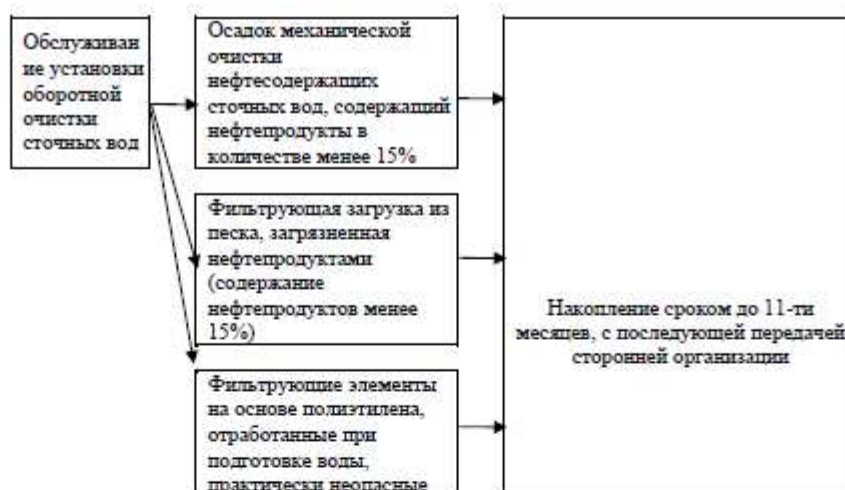 Обслуживан
ие установки
оборотной
очистки
сточных вод
Осадок механической
очистки
нефтесодержащих
сточных вод, содержащий
нефтепродукты в
количестве менее 15%
Фильтрующая загрузка из
песка, загрязненная
нефтепродуктами
(содержание
нефтепродуктов менее
15%)
Фильтрующие элементы
на основе полиэтилена,
отработанные при
подготовке воды,
практически неопасные
Накопление сроком до 11-ти
месяцев, с последующей передачей
сторонней организации